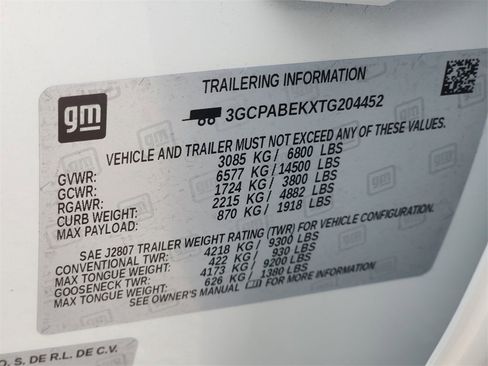 gm
TRAILERING INFORMATION
3GCPABEKXTG204452
VEHICLE AND TRAILER MUST NOT EXCEED ANY OF THESE VALUES.
GVWR: 3085 KG/ 6800 LBS
GCWR: 6577 KG/14500 LBS
RGAWR: 1724 KG/ 3800 LBS
CURB WEIGHT: 2215 KG/ 4882 LBS
MAX PAYLOAD: 870 KG/ 1918 LBS
SAE J2807 TRAILER WEIGHT RATING (TWR) FOR VEHICLE CONFIGURATION.
CONVENTIONAL TWR: 4218 KG/ 9300 LBS
MAX TONGUE WEIGHT: 422 KG/ 930 LBS
GOOSENECK TWR: 4173 KG/ 9200 LBS
MAX TONGUE WEIGHT: 626 KG/ 1380 LBS
SEE OWNER'S MANUAL
O, S. DE R.L. DE C.V.